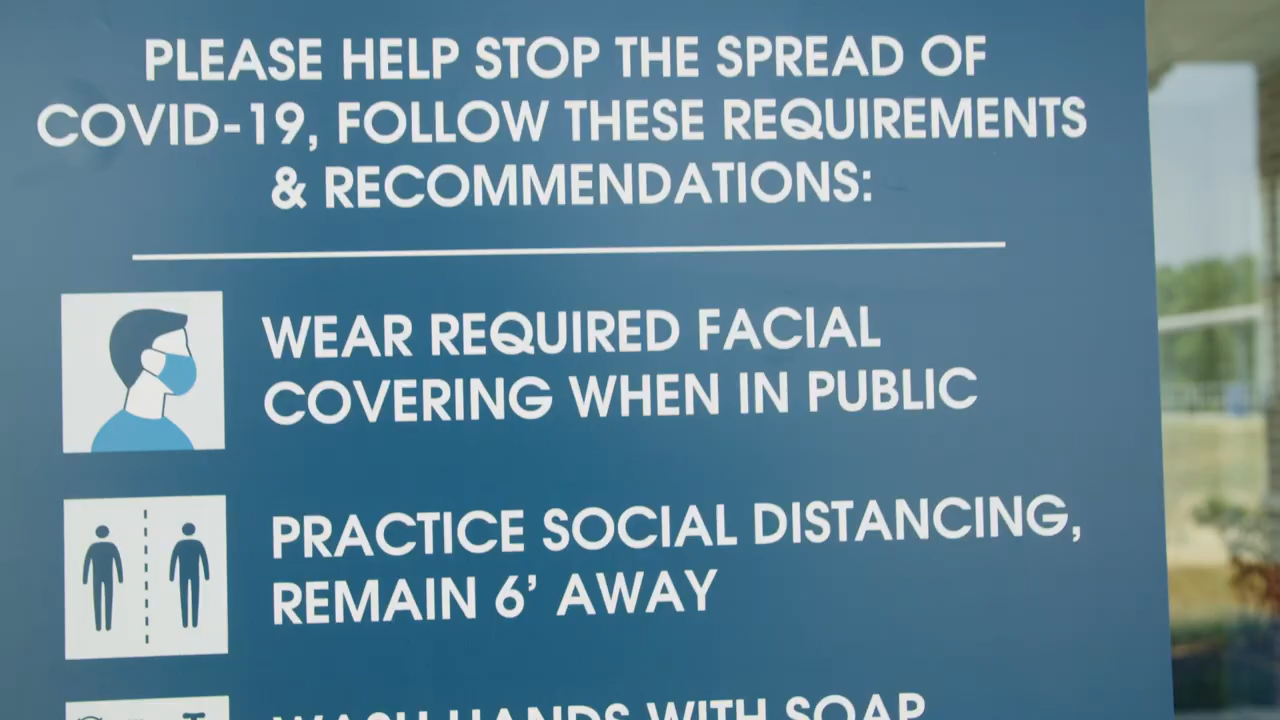 PLEASE HELP STOP THE SPREAD OF
COVID-19, FOLLOW THESE REQUIREMENTS
& RECOMMENDATIONS:
WEAR REQUIRED FACIAL
COVERING WHEN IN PUBLIC
PRACTICE SOCIAL DISTANCING,
REMAIN 6’ AWAY
WASH HANDS WITH SOAP